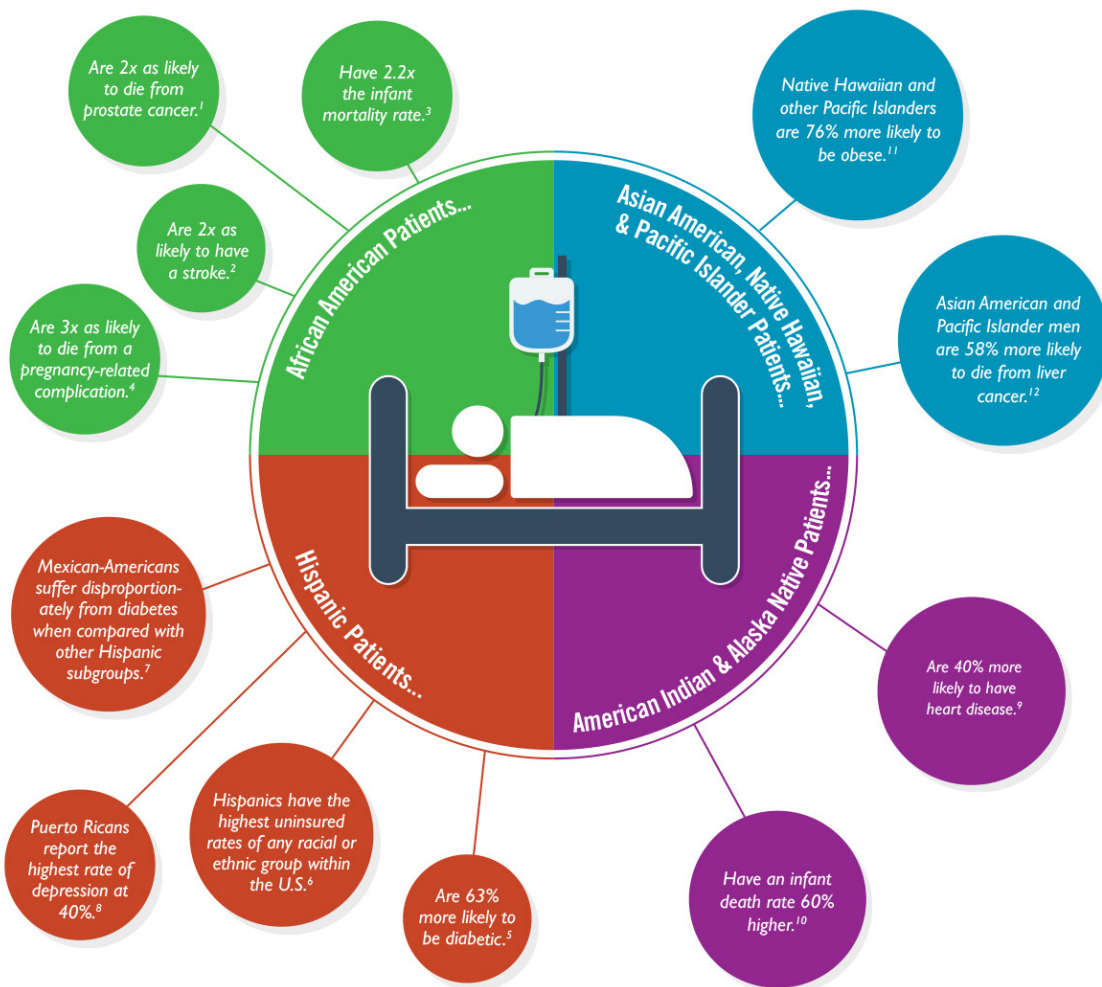 Are 2x as likely
to die from
prostate cancer.1
Have 2.2x
the infant
mortality rate.3
Are 2x as
likely to have
a stroke.2
Are 3x as likely
to die from a
pregnancy-related
complication.4
African American Patients...
Native Hawaiian and
other Pacific Islanders
are 76% more likely to
be obese.11
Asian American and
Pacific Islander men
are 58% more likely
to die from liver
cancer.12
Asian American, Native Hawaiian,
& Pacific Islander Patients...
Mexican-Americans
suffer disproportion-
ately from diabetes
when compared with
other Hispanic
subgroups.7
Puerto Ricans
report the
highest rate of
depression at
40%.8
Hispanics have the
highest uninsured
rates of any racial or
ethnic group within
the U.S.6
Are 63%
more likely to
be diabetic.5
Hispanic Patients...
American Indian & Alaska Native Patients...
Are 40% more
likely to have
heart disease.9
Have an infant
death rate 60%
higher.10